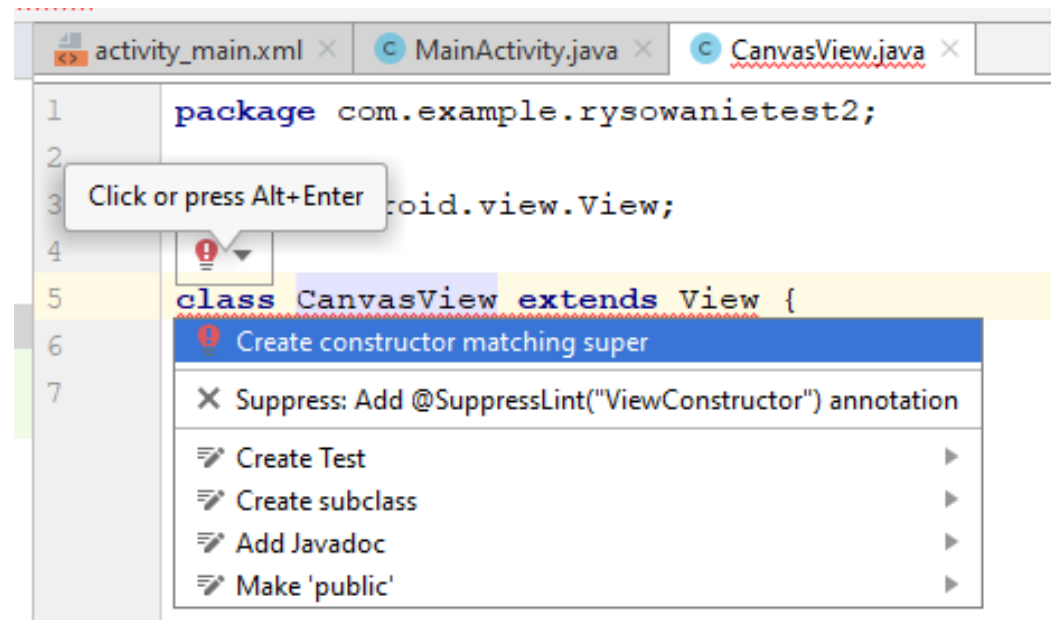 activity_main.xml MainActivity.java CanvasView.java
1 package com.example.rysowanietest2;
2
Click or press Alt+Enter
3 roid.view.View;
4
5 class CanvasView extends View {
6 Create constructor matching super
7 Suppress: Add @SuppressLint("ViewConstructor") annotation
Create Test
Create subclass
Add Javadoc
Make 'public'